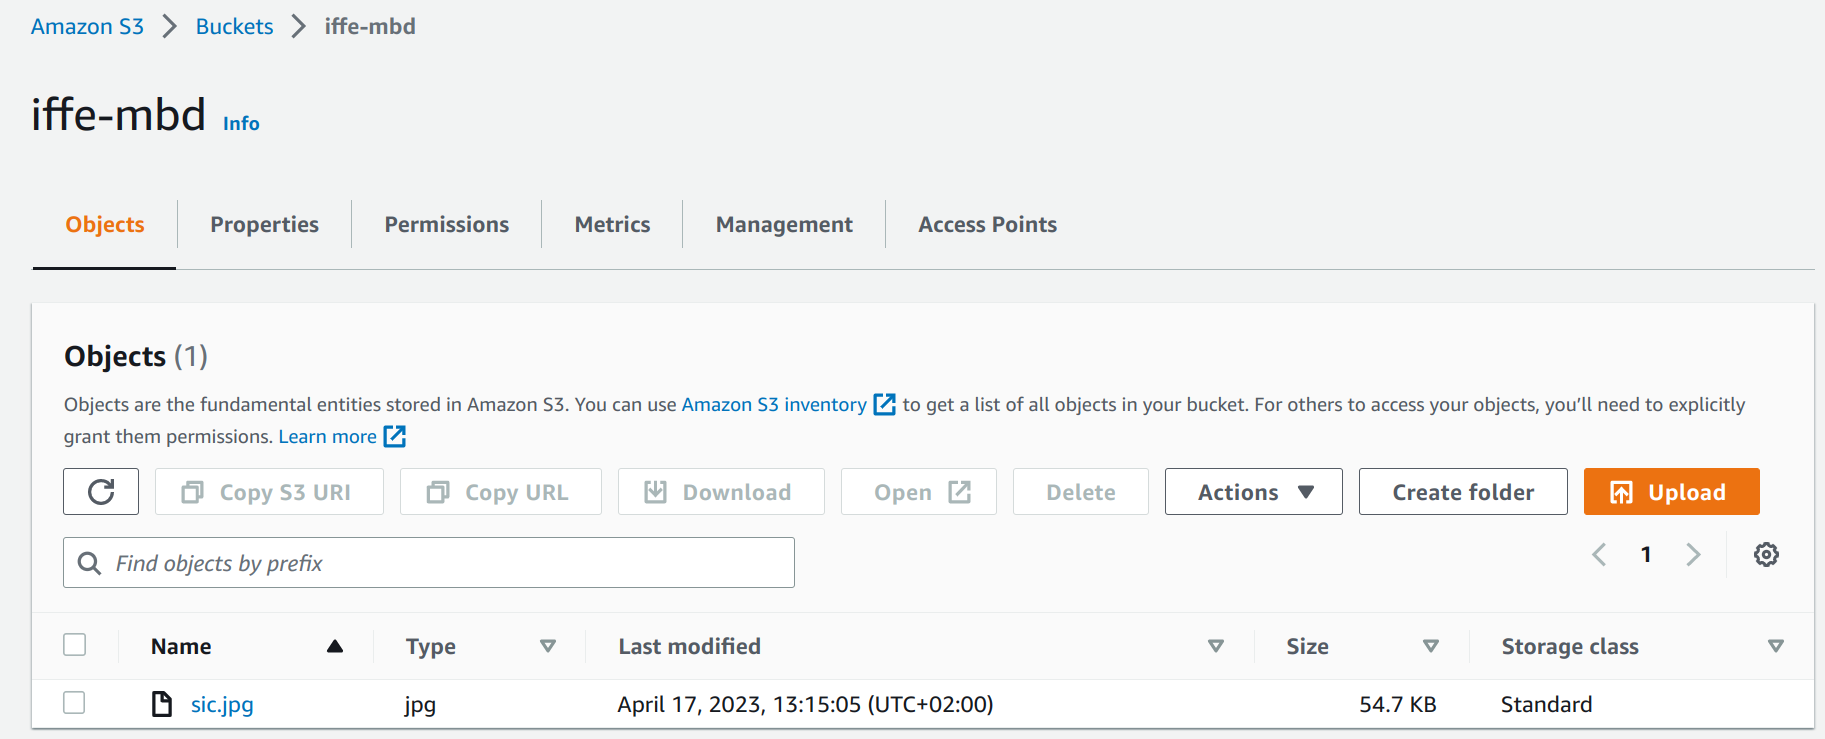 Amazon S3 > Buckets > iffe-mbd
iffe-mbd Info
Objects Properties Permissions Metrics Management Access Points
Objects (1)
Objects are the fundamental entities stored in Amazon S3. You can use Amazon S3 inventory to get a list of all objects in your bucket. For others to access your objects, you’ll need to explicitly
grant them permissions. Learn more
Copy S3 URI Copy URL Download Open Delete Actions Create folder Upload
Find objects by prefix 1
Name Type Last modified Size Storage class
sic.jpg jpg April 17, 2023, 13:15:05 (UTC+02:00) 54.7 KB Standard